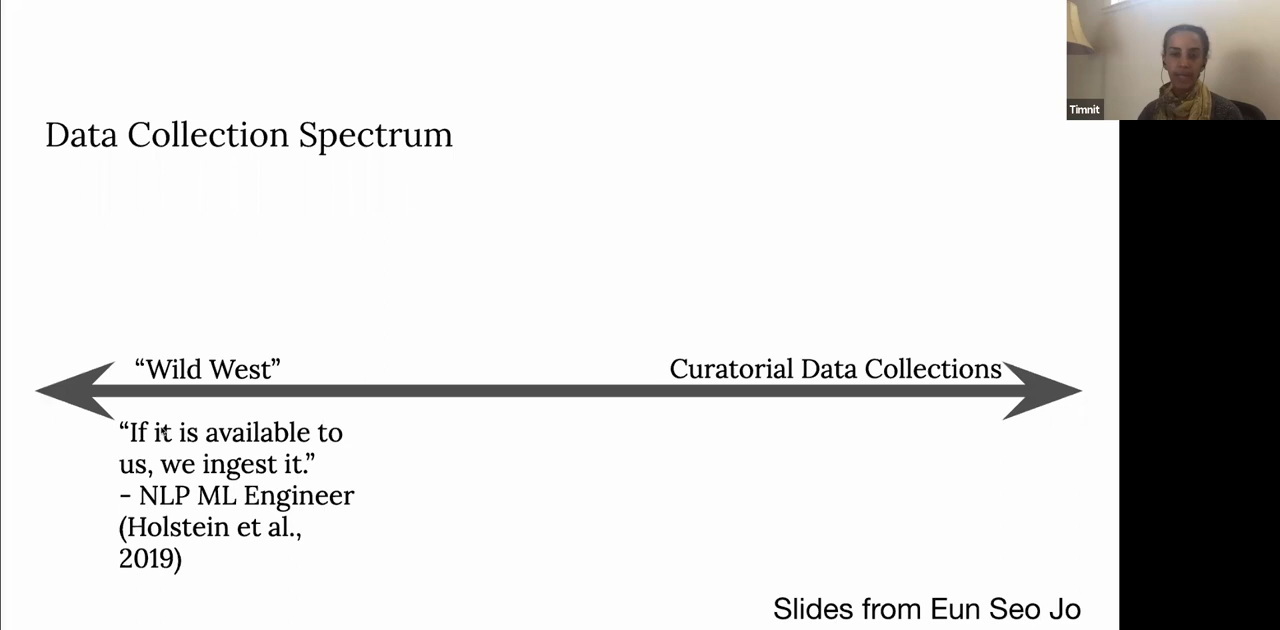 Timnit
Data Collection Spectrum
“Wild West”
Curatorial Data Collections
“If it is available to
us, we ingest it.”
- NLP ML Engineer
(Holstein et al.,
2019)
Slides from Eun Seo Jo